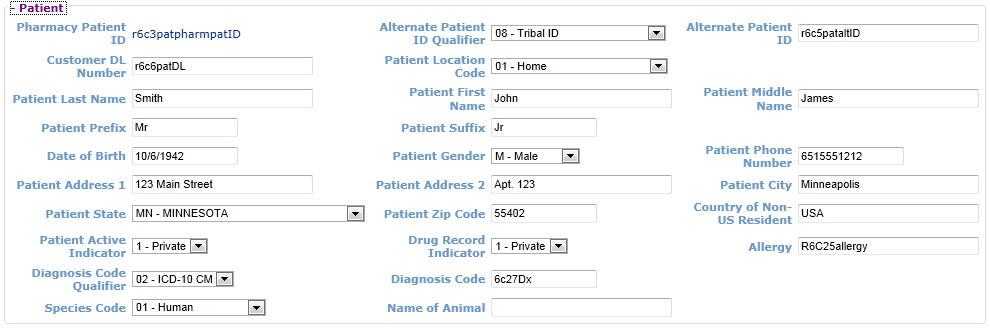 - Patient
Pharmacy Patient ID r6c3patpharmpatID Alternate Patient ID Qualifier 08 - Tribal ID Alternate Patient ID r6c5pataltID
Customer DL Number r6c6patDL Patient Location Code 01 - Home
Patient Last Name Smith Patient First Name John Patient Middle Name James
Patient Prefix Mr Patient Suffix Jr
Date of Birth 10/6/1942 Patient Gender M - Male Patient Phone Number 6515551212
Patient Address 1 123 Main Street Patient Address 2 Apt. 123 Patient City Minneapolis
Patient State MN - MINNESOTA Patient Zip Code 55402 Country of Non-US Resident USA
Patient Active Indicator 1 - Private Drug Record Indicator 1 - Private Allergy R6C25allergy
Diagnosis Code Qualifier 02 - ICD-10 CM Diagnosis Code 6c27Dx
Species Code 01 - Human Name of Animal